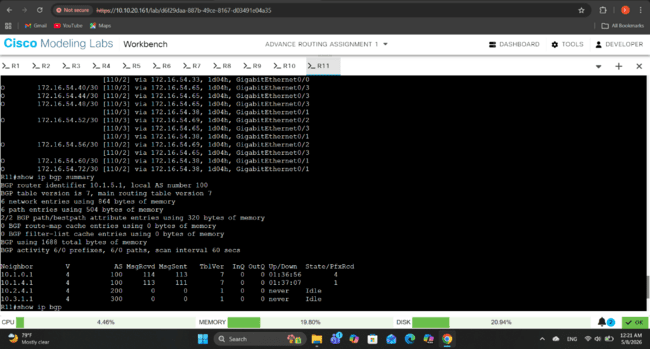 Not secure https://10.10.20.161/lab/d6f29daa-887b-49ce-8167-d03491e04a35
Gmail YouTube Maps All Bookmarks
Cisco Modeling Labs Workbench ADVANCE ROUTING ASSIGNMENT 1 DASHBOARD TOOLS DEVELOPER
R1 R2 R3 R4 R5 R6 R7 R8 R9 R10 R11
[110/2] via 172.16.54.33, 1d04h, GigabitEthernet0/0
O 172.16.54.40/30 [110/2] via 172.16.54.65, 1d04h, GigabitEthernet0/3
O 172.16.54.44/30 [110/2] via 172.16.54.69, 1d04h, GigabitEthernet0/2
O 172.16.54.48/30 [110/3] via 172.16.54.65, 1d04h, GigabitEthernet0/3
[110/3] via 172.16.54.38, 1d04h, GigabitEthernet0/1
O 172.16.54.52/30 [110/3] via 172.16.54.69, 1d04h, GigabitEthernet0/2
[110/3] via 172.16.54.38, 1d04h, GigabitEthernet0/1
O 172.16.54.56/30 [110/2] via 172.16.54.69, 1d04h, GigabitEthernet0/2
[110/2] via 172.16.54.65, 1d04h, GigabitEthernet0/3
O 172.16.54.60/30 [110/2] via 172.16.54.38, 1d04h, GigabitEthernet0/1
O 172.16.54.72/30 [110/2] via 172.16.54.38, 1d04h, GigabitEthernet0/1
R11#show ip bgp summary
BGP router identifier 10.1.5.1, local AS number 100
BGP table version is 7, main routing table version 7
6 network entries using 864 bytes of memory
6 path entries using 504 bytes of memory
2/2 BGP path/bestpath attribute entries using 320 bytes of memory
0 BGP route-map cache entries using 0 bytes of memory
0 BGP filter-list cache entries using 0 bytes of memory
BGP using 1688 total bytes of memory
BGP activity 6/0 prefixes, 6/0 paths, scan interval 60 secs
Neighbor V AS MsgRcvd MsgSent TblVer InQ OutQ Up/Down State/PfxRcd
10.1.0.1 4 100 114 113 7 0 0 01:36:56
10.1.4.1 4 100 113 111 7 0 0 01:37:07 1
10.2.4.1 4 200 0 0 1 0 0 never Idle
10.3.1.1 4 300 0 0 1 0 0 never Idle
R11#show ip bgp
CPU 4.46% MEMORY 19.80% DISK 20.94% 2 OK
79°F
Mostly clear
Search
ENG
12:21 AM
5/8/2026